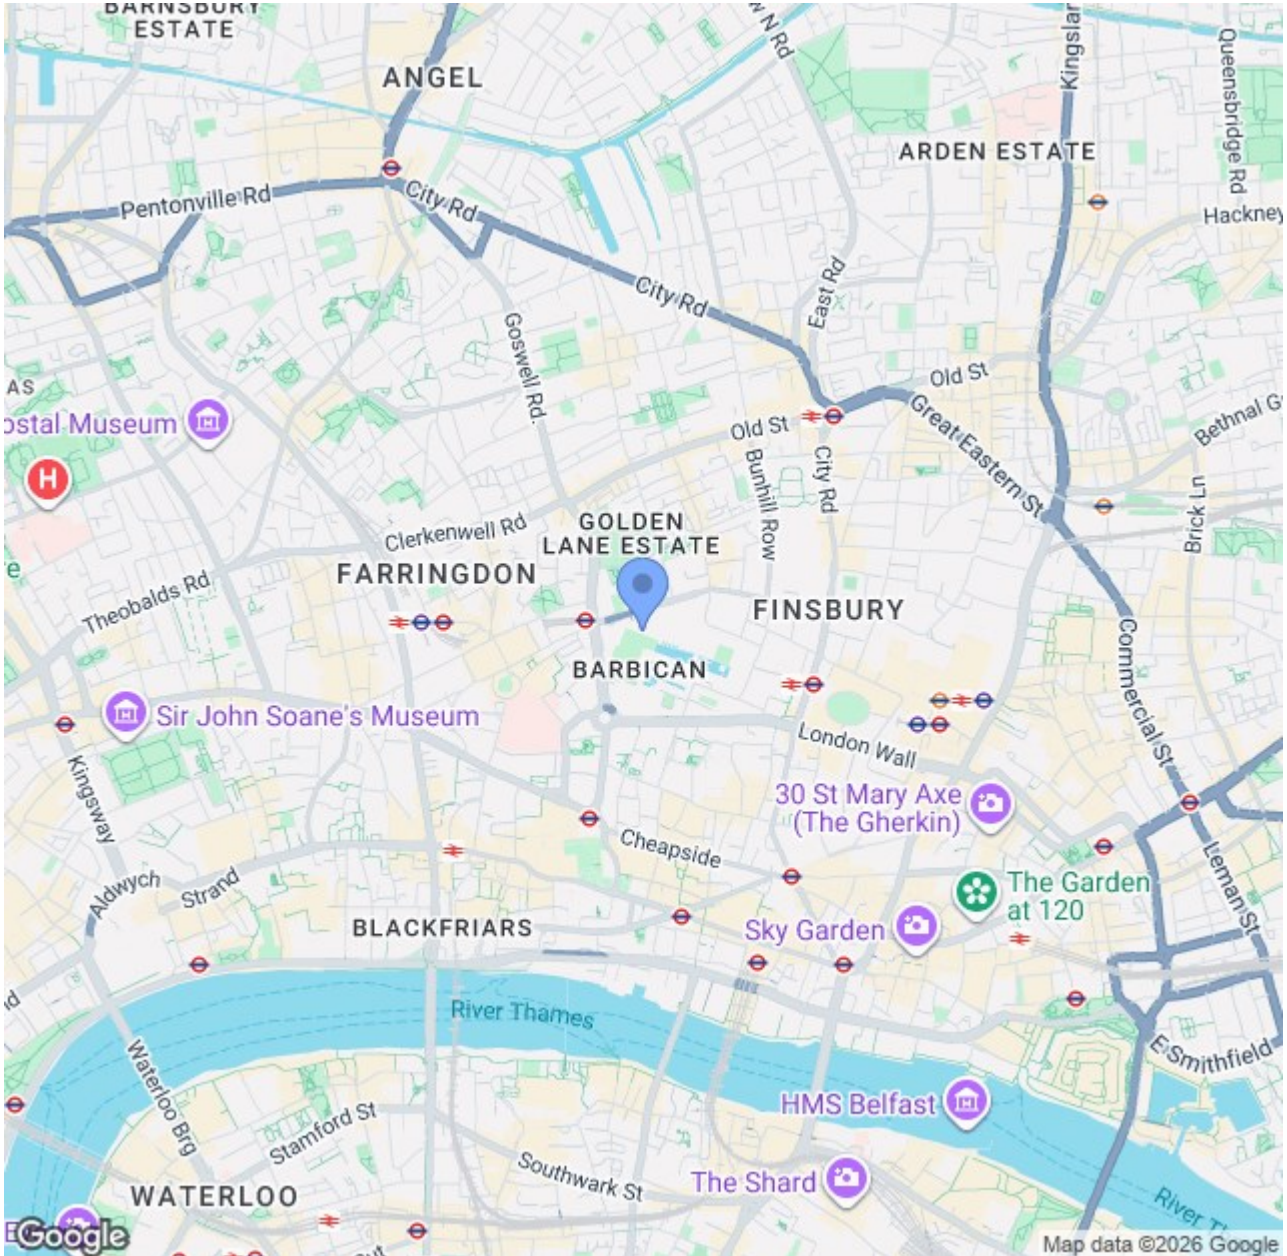 BARNSBURY
ESTATE
ANGEL
w N Rd
Kingslan
Queensbridge Rd
ARDEN ESTATE
Pentonville Rd
City Rd
Hackney
City Rd
East Rd
Goswell Rd.
AS
Old St
ostal Museum
Old St
Great Eastern St
Bethnal G
H
Bunhill Row
City Rd
Brick Ln
GOLDEN
LANE ESTATE
Clerkenwell Rd
e
FARRINGDON
Theobalds Rd
FINSBURY
Commercial St
BARBICAN
Sir John Soane's Museum
London Wall
Kingsway
30 St Mary Axe
(The Gherkin)
Cheapside
Leman St
Aldwych
Strand
The Garden
at 120
BLACKFRIARS
Sky Garden
River Thames
E Smithfield
Waterloo Brg
HMS Belfast
Stamford St
Southwark St
The Shard
WATERLOO
River T
Google
Map data ©2026 Google